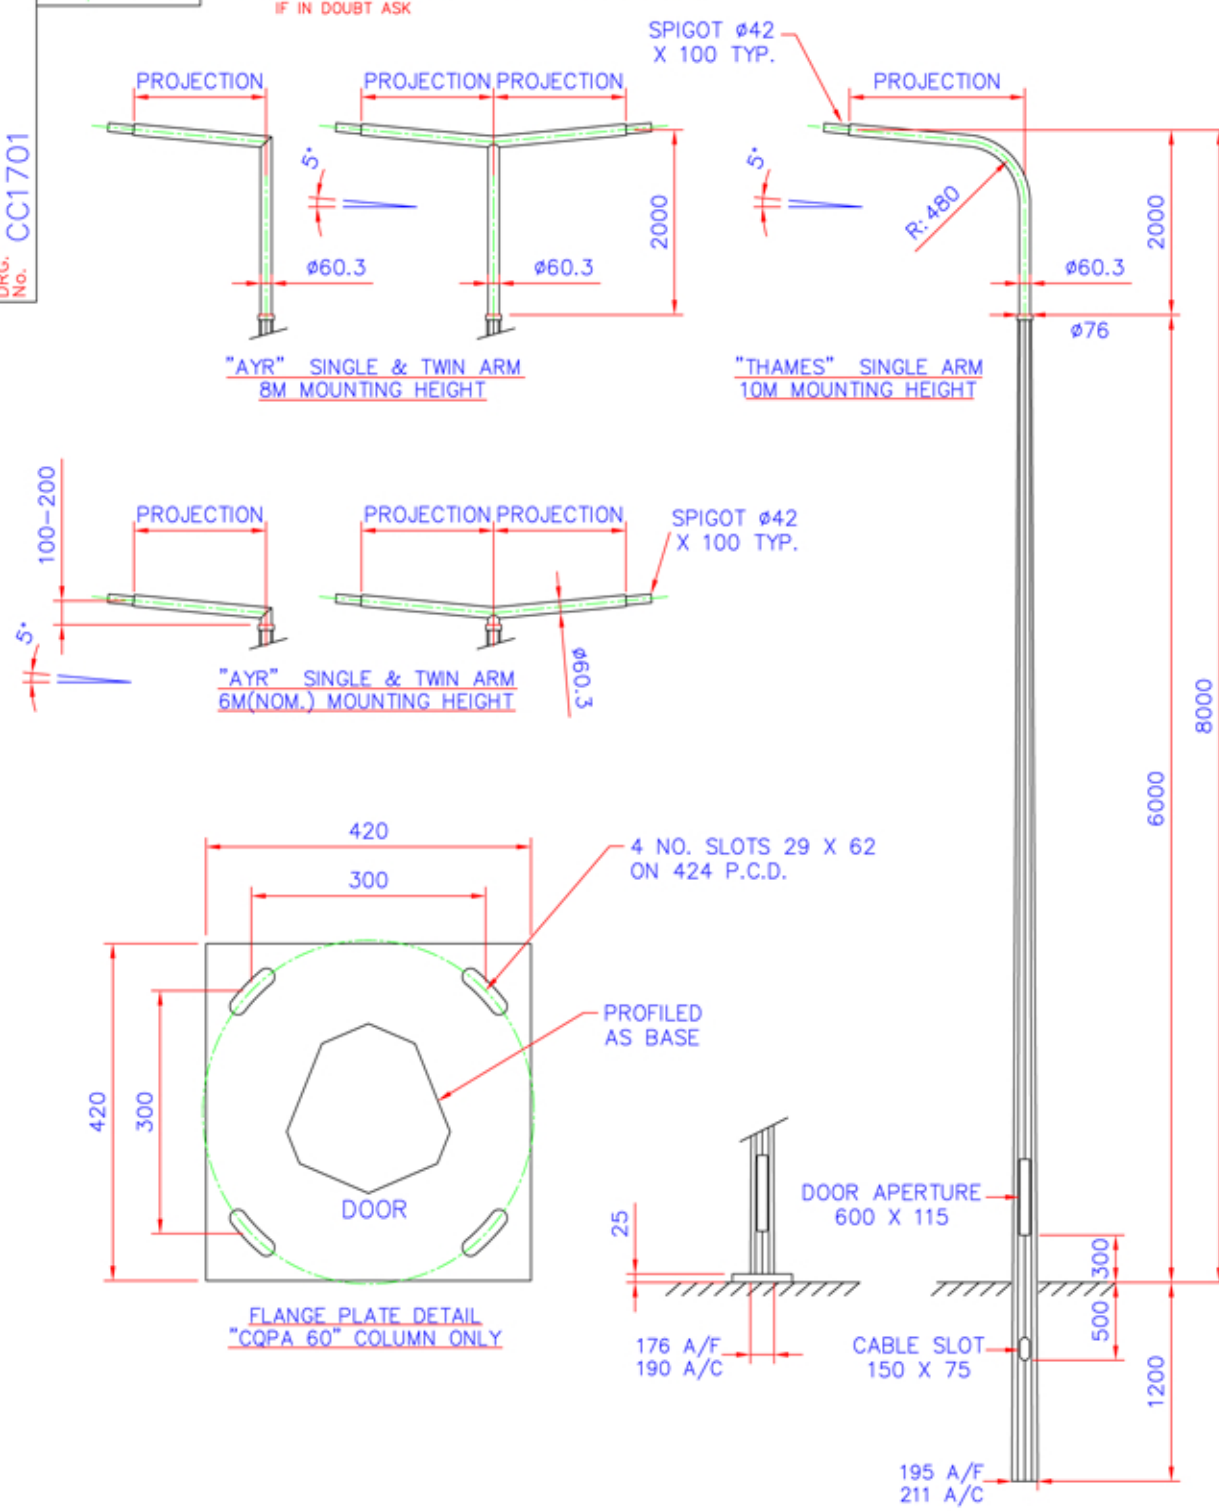 IF IN DOUBT ASK
DRG.
No. CC1701
PROJECTION
PROJECTION PROJECTION
SPIGOT ø42
X 100 TYP.
PROJECTION
5°
5°
R:480
2000
2000
ø60.3
ø60.3
ø60.3
ø76
"AYR" SINGLE & TWIN ARM
8M MOUNTING HEIGHT
"THAMES" SINGLE ARM
10M MOUNTING HEIGHT
100-200
PROJECTION
PROJECTION PROJECTION
SPIGOT ø42
X 100 TYP.
5°
ø60.3
"AYR" SINGLE & TWIN ARM
6M(NOM.) MOUNTING HEIGHT
8000
6000
420
300
4 NO. SLOTS 29 X 62
ON 424 P.C.D.
PROFILED
AS BASE
420
300
DOOR
FLANGE PLATE DETAIL
"CQPA 60" COLUMN ONLY
25
176 A/F
190 A/C
DOOR APERTURE
600 X 115
300
500
CABLE SLOT
150 X 75
1200
195 A/F
211 A/C